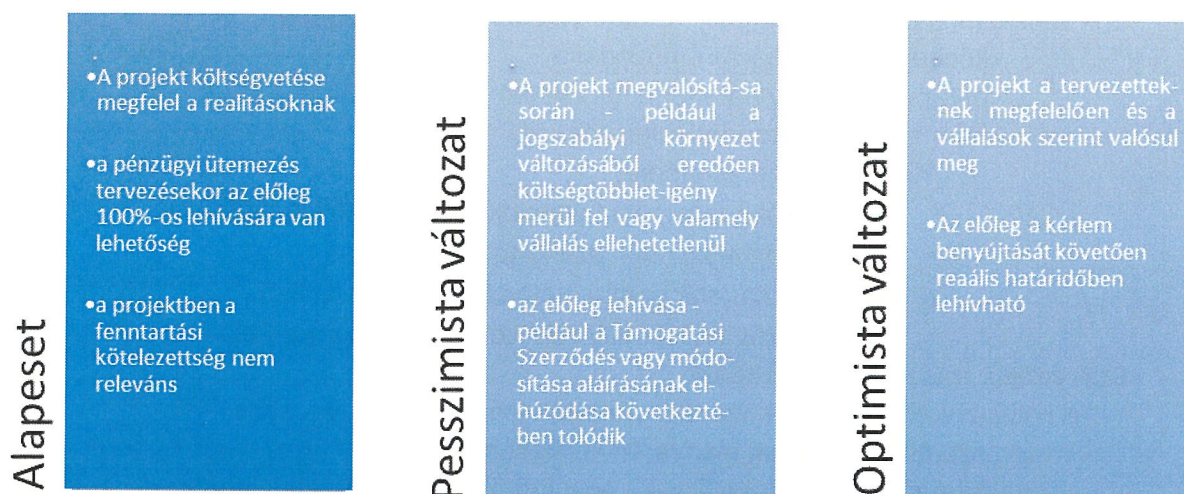 Alapeset
•A projekt költségvetése
megfelel a realitásoknak
•a pénzügyi ütemezés
tervezésekor az előleg
100%-os lehívására van
lehetőség
•a projektben a
fenntartási
kötelezettség nem
releváns
Pesszimista változat
•A projekt megvalósítá-sa
során - például a
jogszabályi környezet
változásából eredően
költségtöbblet-igény
merül fel vagy valamely
vállalás ellehetetlenül
•az előleg lehívása -
például a Támogatási
Szerződés vagy módo-
sítása aláírásának el-
húzódása következté-
ben tolódik
Optimista változat
•A projekt a tervezettek-
nek megfelelően és a
vállalások szerint valósul
meg
•Az előleg a kérlem
benyújtását követően
reaális határidőben
lehívható